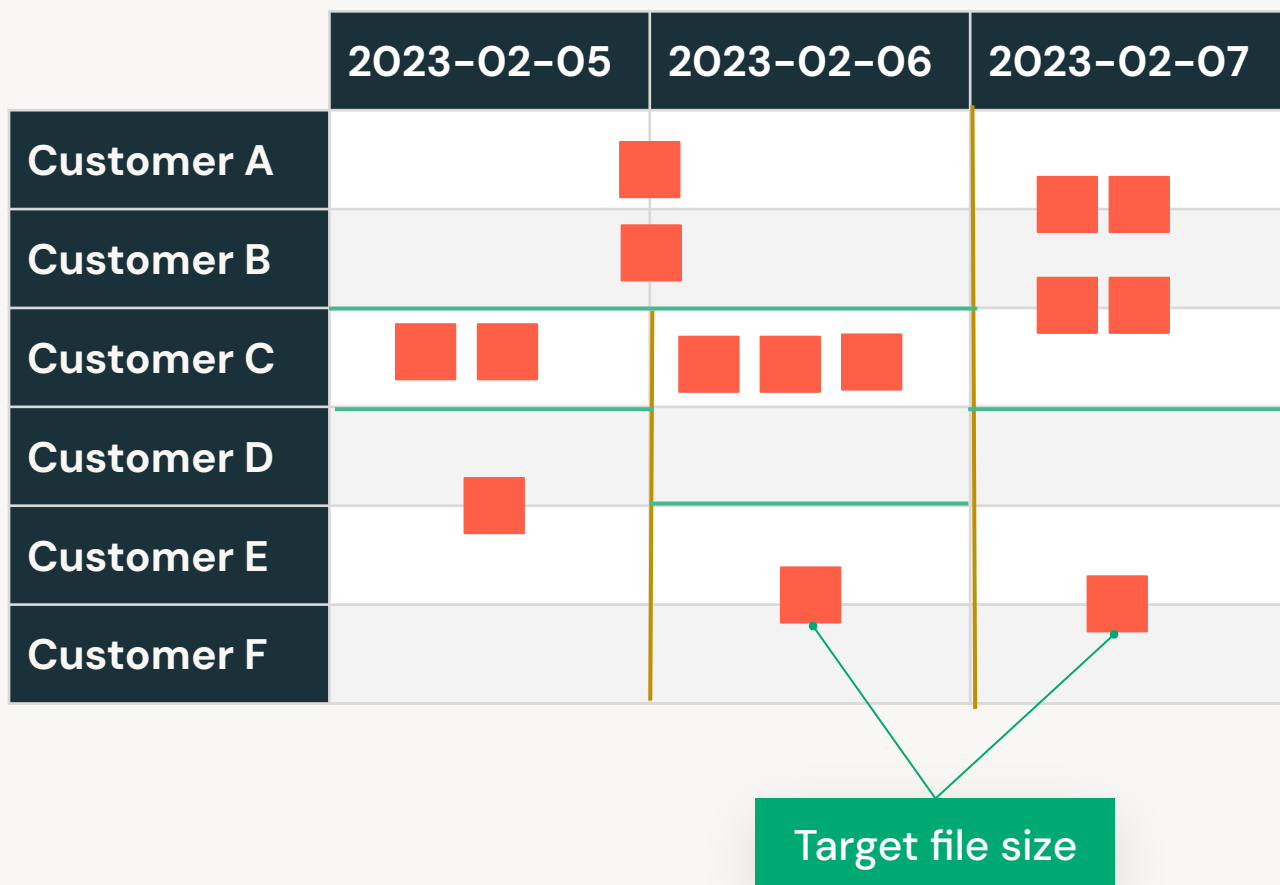 2023-02-05 2023-02-06 2023-02-07
Customer A
Customer B
Customer C
Customer D
Customer E
Customer F
Target file size